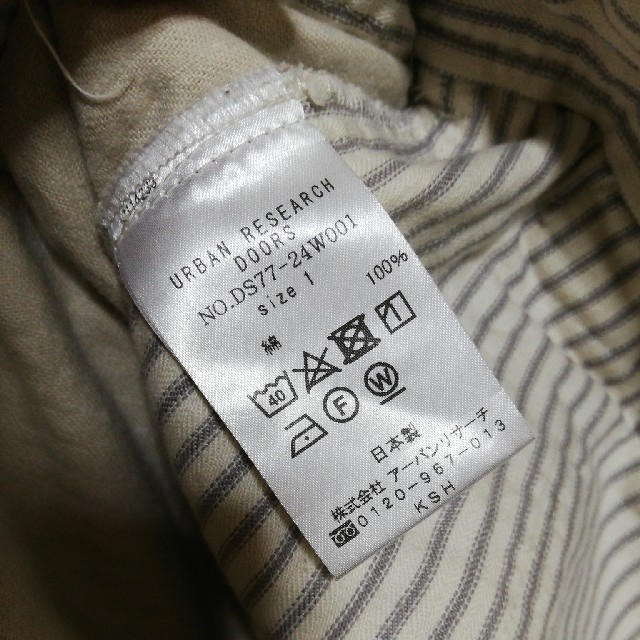 URBAN RESEARCH
DOORS
NO.DS77-24W001
size 1
綿 100%
40
F W
日本製
株式会社 アーバンリサーチ
0120-967-013
KSH